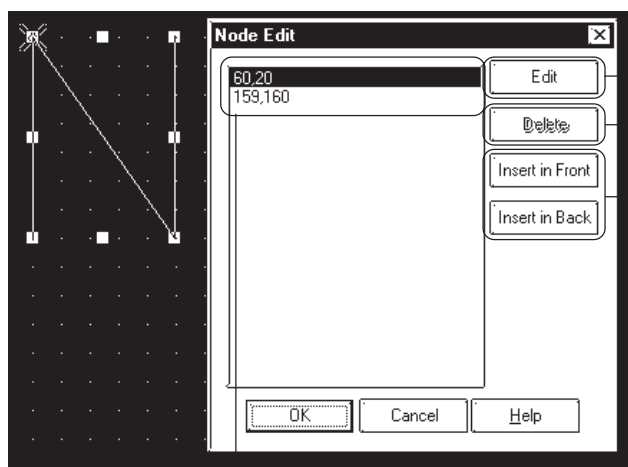 Node Edit
60,20
159,160
Edit
Delete
Insert in Front
Insert in Back
OK
Cancel
Help